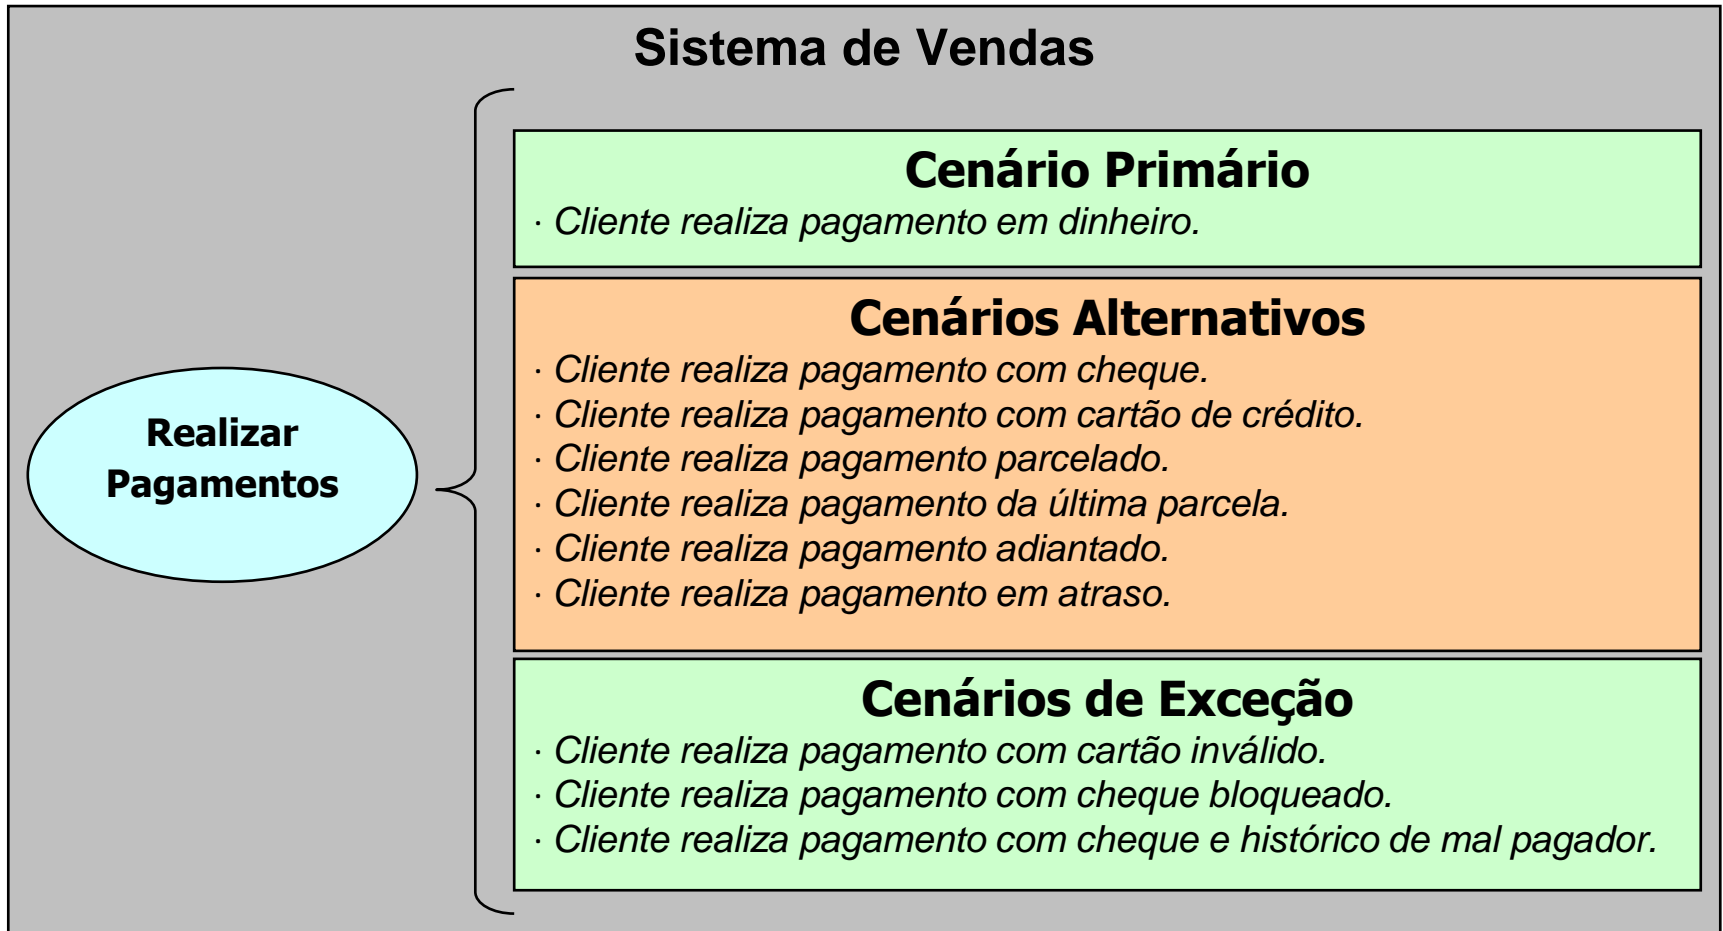 Sistema de Vendas
Cenário Primário
· Cliente realiza pagamento em dinheiro.
Cenários Alternativos
· Cliente realiza pagamento com cheque.
· Cliente realiza pagamento com cartão de crédito.
· Cliente realiza pagamento parcelado.
· Cliente realiza pagamento da última parcela.
· Cliente realiza pagamento adiantado.
· Cliente realiza pagamento em atraso.
Realizar
Pagamentos
Cenários de Exceção
· Cliente realiza pagamento com cartão inválido.
· Cliente realiza pagamento com cheque bloqueado.
· Cliente realiza pagamento com cheque e histórico de mal pagador.